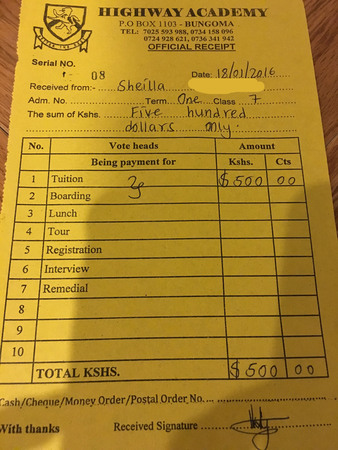 HIGHWAY ACADEMY
P.O BOX 1103 - BUNGOMA
TEL: 7025 593 988, 0734 158 096
0724 928 621, 0736 341 942
OFFICIAL RECEIPT
Serial NO. 08
Date: 18/01/2016
Received from:- Sheilla
Adm. No. Term One Class 7
The sum of Kshs. Five hundred
dollars only.
No. Vote heads Amount
Being payment for Kshs. Cts
1 Tuition $500 00
2 Boarding
3 Lunch
4 Tour
5 Registration
6 Interview
7 Remedial
8
9
10
TOTAL KSHS. $500 00
Cash/Cheque/Money Order/Postal Order No.
With thanks Received Signature